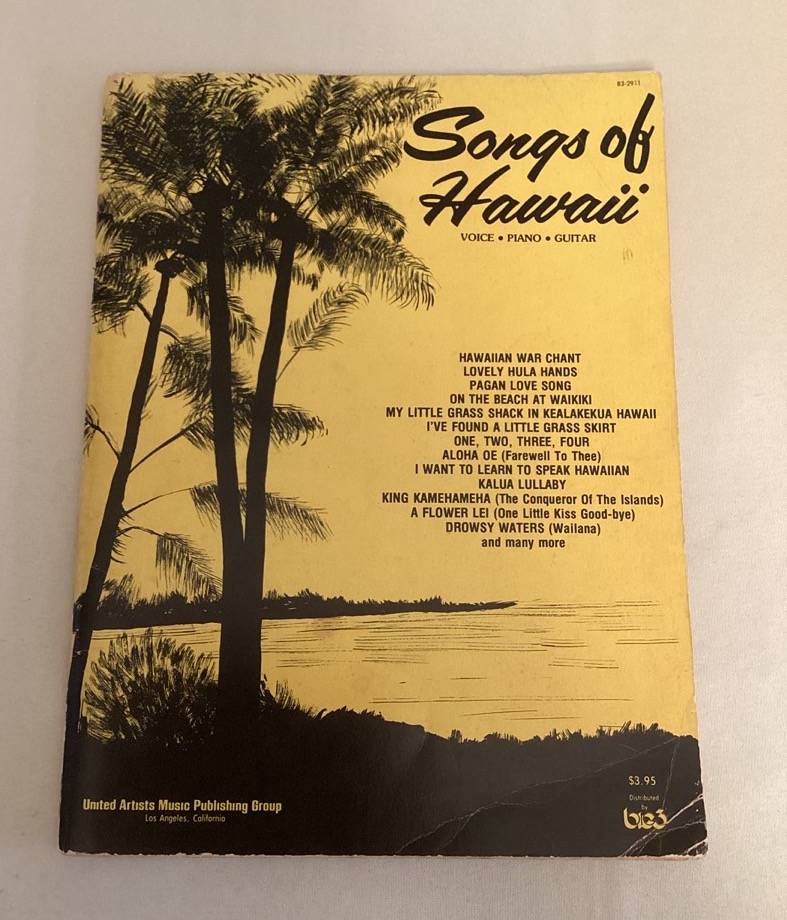 B3-2911
Songs of
Hawaii
VOICE • PIANO • GUITAR
HAWAIIAN WAR CHANT
LOVELY HULA HANDS
PAGAN LOVE SONG
ON THE BEACH AT WAIKIKI
MY LITTLE GRASS SHACK IN KEALAKEKUA HAWAII
I'VE FOUND A LITTLE GRASS SKIRT
ONE, TWO, THREE, FOUR
ALOHA OE (Farewell To Thee)
I WANT TO LEARN TO SPEAK HAWAIIAN
KALUA LULLABY
KING KAMEHAMEHA (The Conqueror Of The Islands)
A FLOWER LEI (One Little Kiss Good-bye)
DROWSY WATERS (Wailana)
and many more
$3.95
Distributed
by
big3
United Artists Music Publishing Group
Los Angeles, California